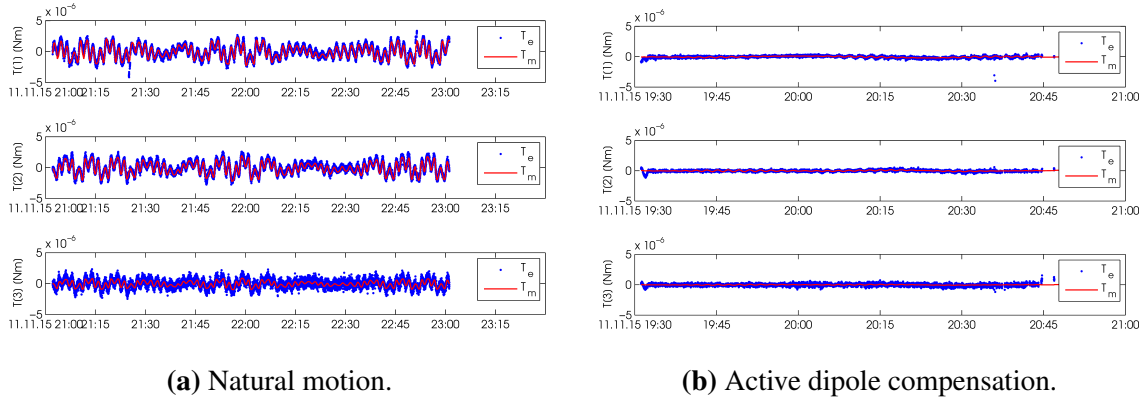 x 10⁻⁶
T(1) (Nm)
5
0
−5
T_e
T_m
11.11.15 21:00 21:15 21:30 21:45 22:00 22:15 22:30 22:45 23:00 23:15
x 10⁻⁶
T(2) (Nm)
5
0
−5
T_e
T_m
11.11.15 21:00 21:15 21:30 21:45 22:00 22:15 22:30 22:45 23:00 23:15
x 10⁻⁶
T(3) (Nm)
5
0
−5
T_e
T_m
11.11.15 21:00 21:15 21:30 21:45 22:00 22:15 22:30 22:45 23:00 23:15
(a) Natural motion.
x 10⁻⁶
T(1) (Nm)
5
0
−5
T_e
T_m
11.11.15 19:30 19:45 20:00 20:15 20:30 20:45 21:00
x 10⁻⁶
T(2) (Nm)
5
0
−5
T_e
T_m
11.11.15 19:30 19:45 20:00 20:15 20:30 20:45 21:00
x 10⁻⁶
T(3) (Nm)
5
0
−5
T_e
T_m
11.11.15 19:30 19:45 20:00 20:15 20:30 20:45 21:00
(b) Active dipole compensation.